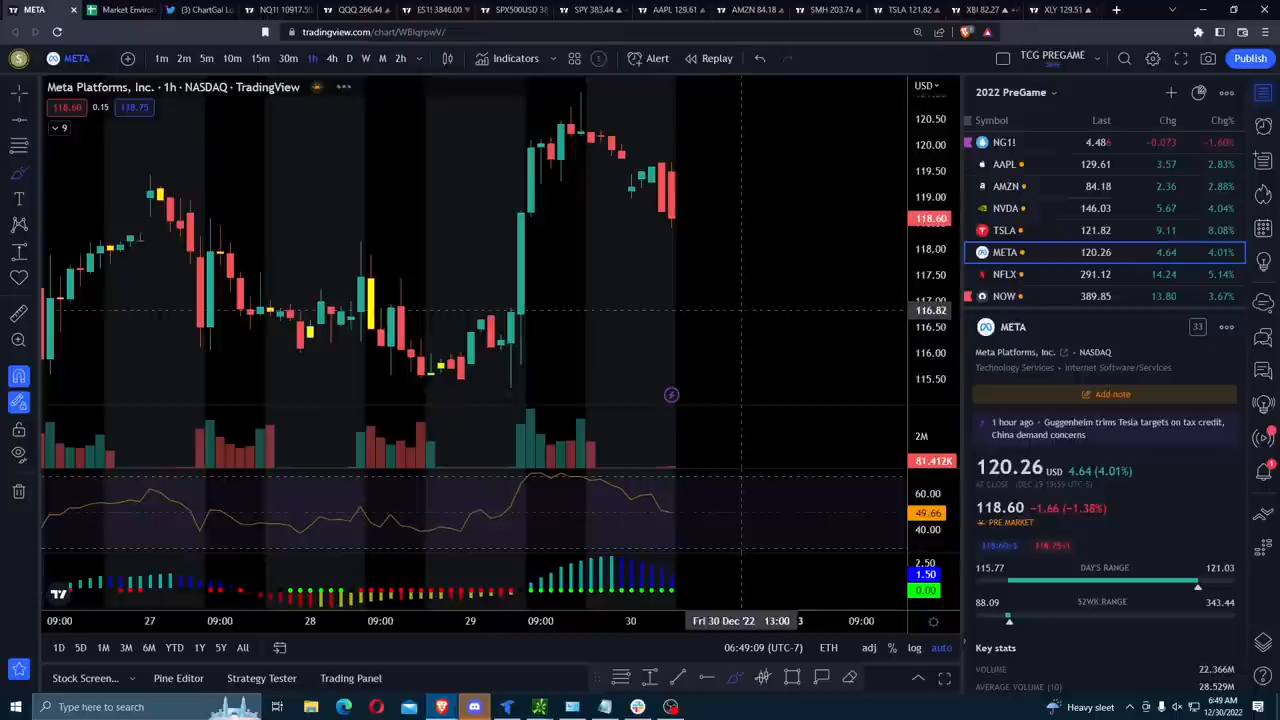 META
Market Environ
ChartGal Lo
NQ1! 10917.50
QQQ 266.44
ES1! 3846.00
SPX500USD 38
SPY 383.44
AAPL 129.61
AMZN 84.18
SMH 203.74
TSLA 121.82
XBI 82.27
XLY 129.51
tradingview.com/chart/WBlqrpwV/
S META 1m 2m 5m 10m 15m 30m 1h 4h D W M 2h Indicators Alert Replay TCG PREGAME Save Publish
Meta Platforms, Inc. · 1h · NASDAQ · TradingView
118.60 0.15 118.75
9
USD
120.50
120.00
119.50
119.00
118.60
118.00
117.50
117.00
116.82
116.50
116.00
115.50
2M
81.412K
60.00
49.66
40.00
2.50
1.50
0.00
09:00 27 09:00 28 09:00 29 09:00 30 Fri 30 Dec '22 13:00 3 09:00
1D 5D 1M 3M 6M YTD 1Y 5Y All
06:49:09 (UTC-7) ETH adj % log auto
Stock Screen... Pine Editor Strategy Tester Trading Panel
2022 PreGame
Symbol Last Chg Chg%
NG1! 4.486 -0.073 -1.60%
AAPL 129.61 3.57 2.83%
AMZN 84.18 2.36 2.88%
NVDA 146.03 5.67 4.04%
TSLA 121.82 9.11 8.08%
META 120.26 4.64 4.01%
NFLX 291.12 14.24 5.14%
NOW 389.85 13.80 3.67%
META 33
Meta Platforms, Inc. · NASDAQ
Technology Services · Internet Software/Services
Add note
1 hour ago · Guggenheim trims Tesla targets on tax credit,
China demand concerns
120.26 USD 4.64 (4.01%)
AT CLOSE (DEC 29 19:59 UTC-5)
118.60 −1.66 (−1.38%)
PRE MARKET
115.77 DAY'S RANGE 121.03
88.09 52WK RANGE 343.44
Key stats
VOLUME 22.366M
AVERAGE VOLUME (10) 28.529M
Type here to search
Heavy snow
6:49 AM
12/30/2022